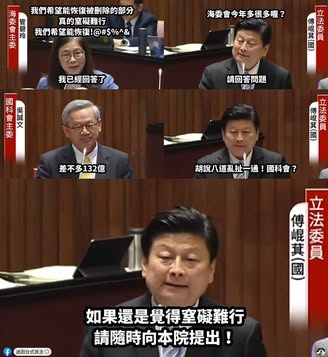 海委會主委
管碧玲
我們希望能恢復被刪除的部分
真的窒礙難行
我們希望能恢復!@#$%^&
我已經回答了
海委會今年多很多喔？
請回答問題
立法委員
傅崐萁(國)
國科會主委
吳誠文
差不多132億
胡說八道亂扯一通！國科會？
立法委員
傅崐萁(國)
立法委員
傅崐萁(國)
如果還是覺得窒礙難行
請隨時向本院提出！